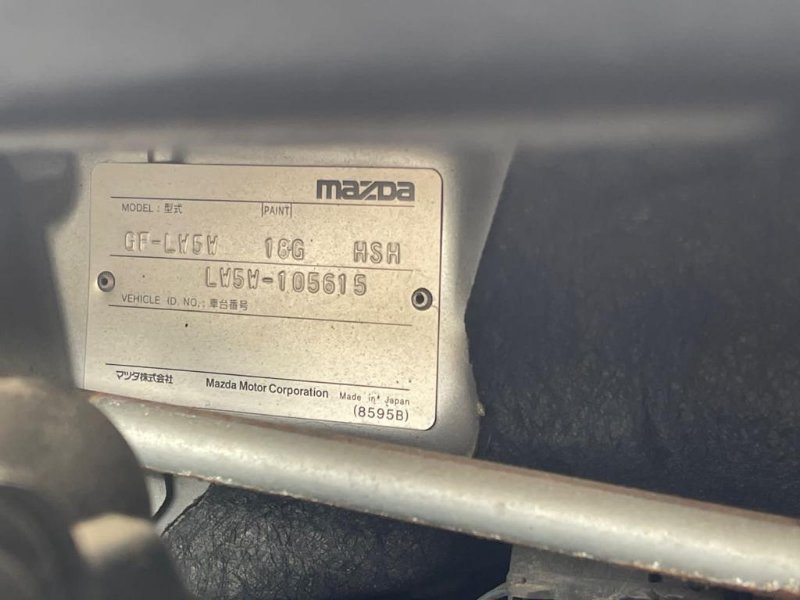 mazda
MODEL : 型式 PAINT
GF-LW5W 18G HSH
LW5W-105615
VEHICLE ID. NO. : 車台番号
マツダ株式会社 Mazda Motor Corporation Made in Japan
(8595B)